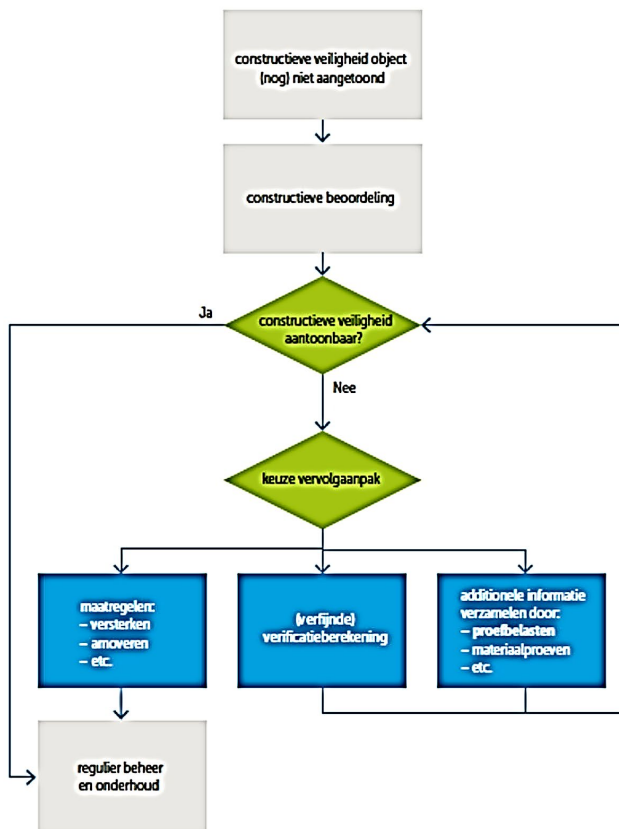 constructieve veiligheid object
(nog) niet aangetoond
constructieve beoordeling
Ja
constructieve veiligheid
aantoonbaar?
Nee
keuze vervolgaanpak
maatregelen:
– versterken
– amoveren
– etc.
(verfijnde)
verificatieberekening
additionele informatie
verzamelen door:
– proefbelasten
– materiaalproeven
– etc.
regulier beheer
en onderhoud